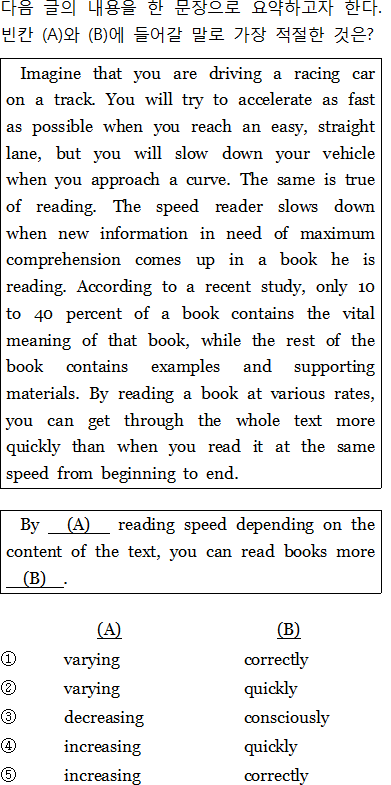 다음 글의 내용을 한 문장으로 요약하고자 한다.
빈칸 (A)와 (B)에 들어갈 말로 가장 적절한 것은?
Imagine that you are driving a racing car
on a track. You will try to accelerate as fast
as possible when you reach an easy, straight
lane, but you will slow down your vehicle
when you approach a curve. The same is true
of reading. The speed reader slows down
when new information in need of maximum
comprehension comes up in a book he is
reading. According to a recent study, only 10
to 40 percent of a book contains the vital
meaning of that book, while the rest of the
book contains examples and supporting
materials. By reading a book at various rates,
you can get through the whole text more
quickly than when you read it at the same
speed from beginning to end.
By (A) reading speed depending on the
content of the text, you can read books more
(B) .
(A) (B)
① varying correctly
② varying quickly
③ decreasing consciously
④ increasing quickly
⑤ increasing correctly